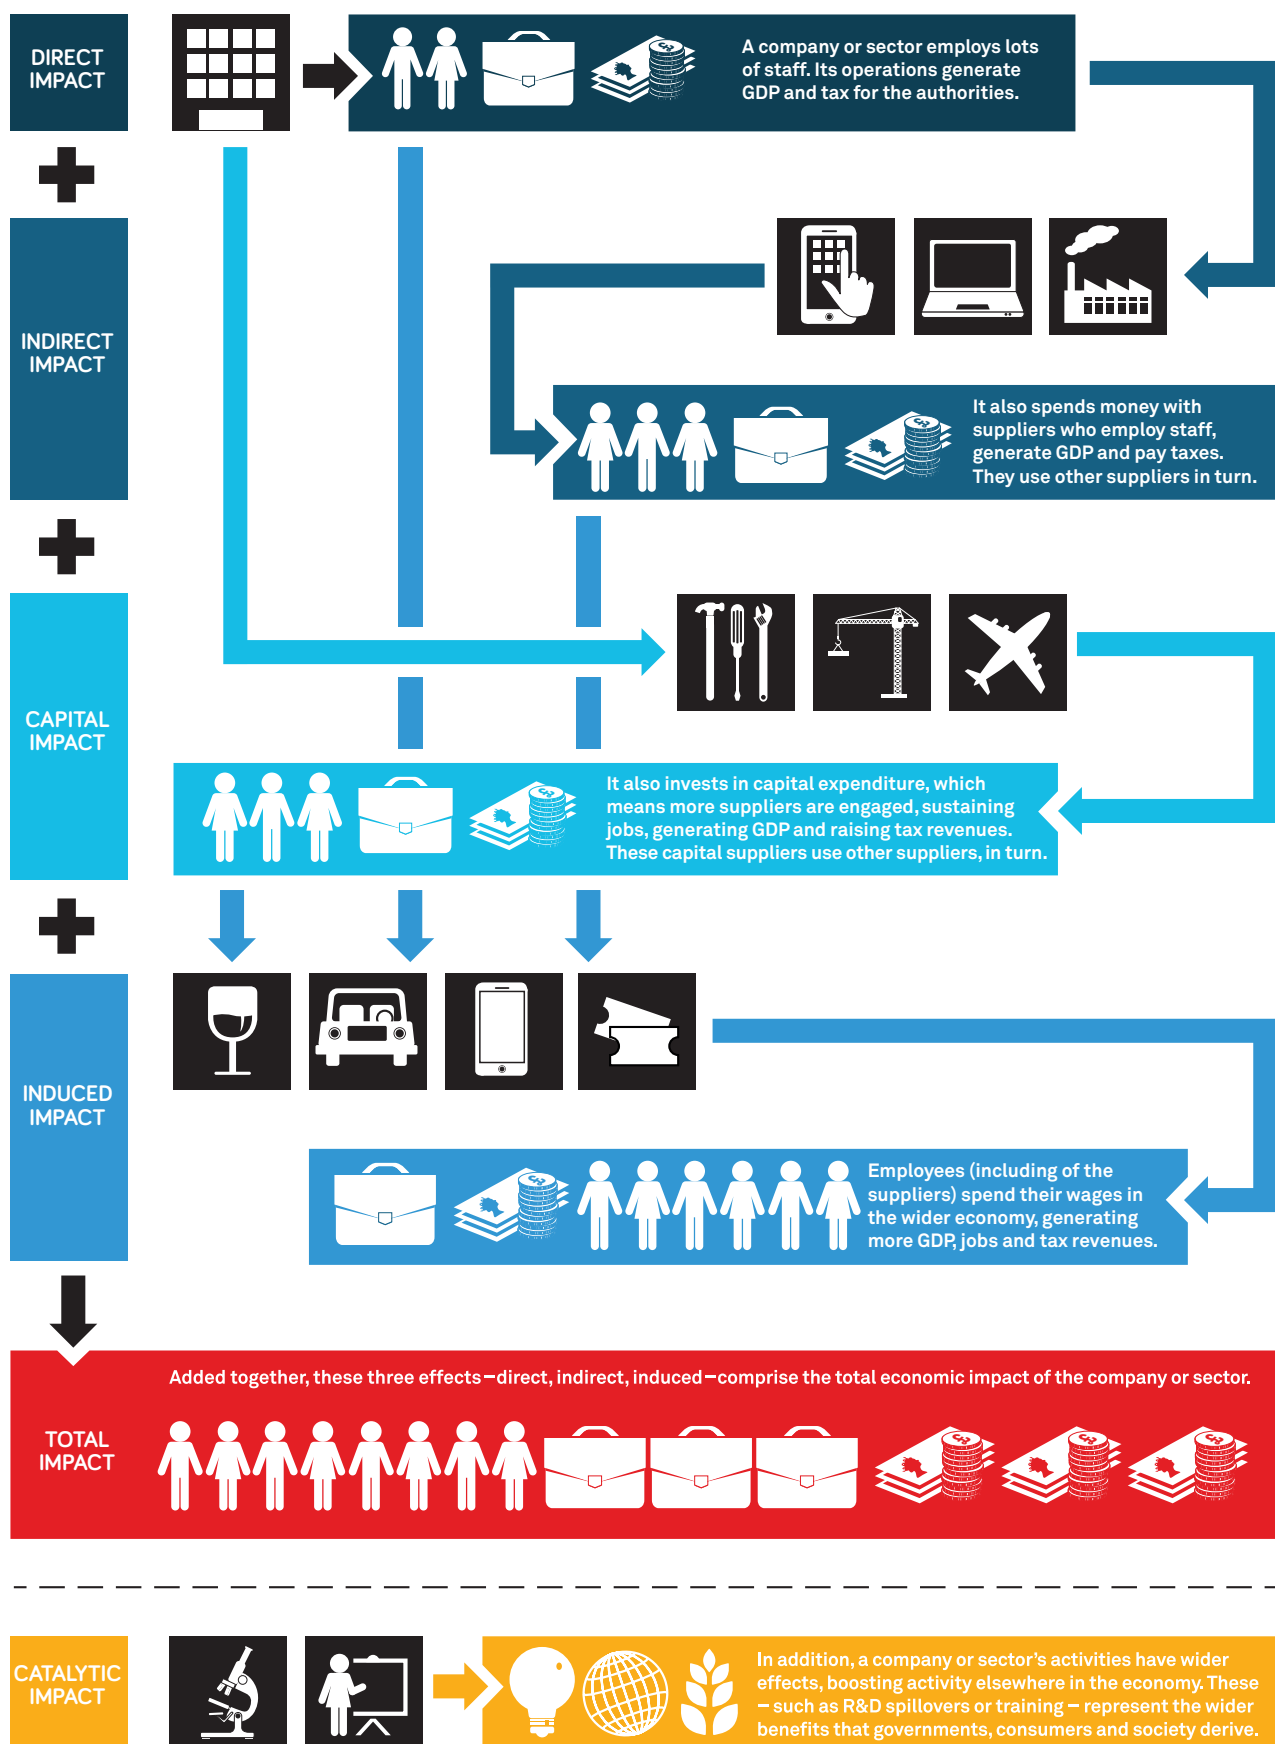 DIRECT
IMPACT
A company or sector employs lots
of staff. Its operations generate
GDP and tax for the authorities.
INDIRECT
IMPACT
It also spends money with
suppliers who employ staff,
generate GDP and pay taxes.
They use other suppliers in turn.
CAPITAL
IMPACT
It also invests in capital expenditure, which
means more suppliers are engaged, sustaining
jobs, generating GDP and raising tax revenues.
These capital suppliers use other suppliers, in turn.
INDUCED
IMPACT
Employees (including of the
suppliers) spend their wages in
the wider economy, generating
more GDP, jobs and tax revenues.
Added together, these three effects – direct, indirect, induced – comprise the total economic impact of the company or sector.
TOTAL
IMPACT
CATALYTIC
IMPACT
In addition, a company or sector's activities have wider
effects, boosting activity elsewhere in the economy. These
– such as R&D spillovers or training – represent the wider
benefits that governments, consumers and society derive.